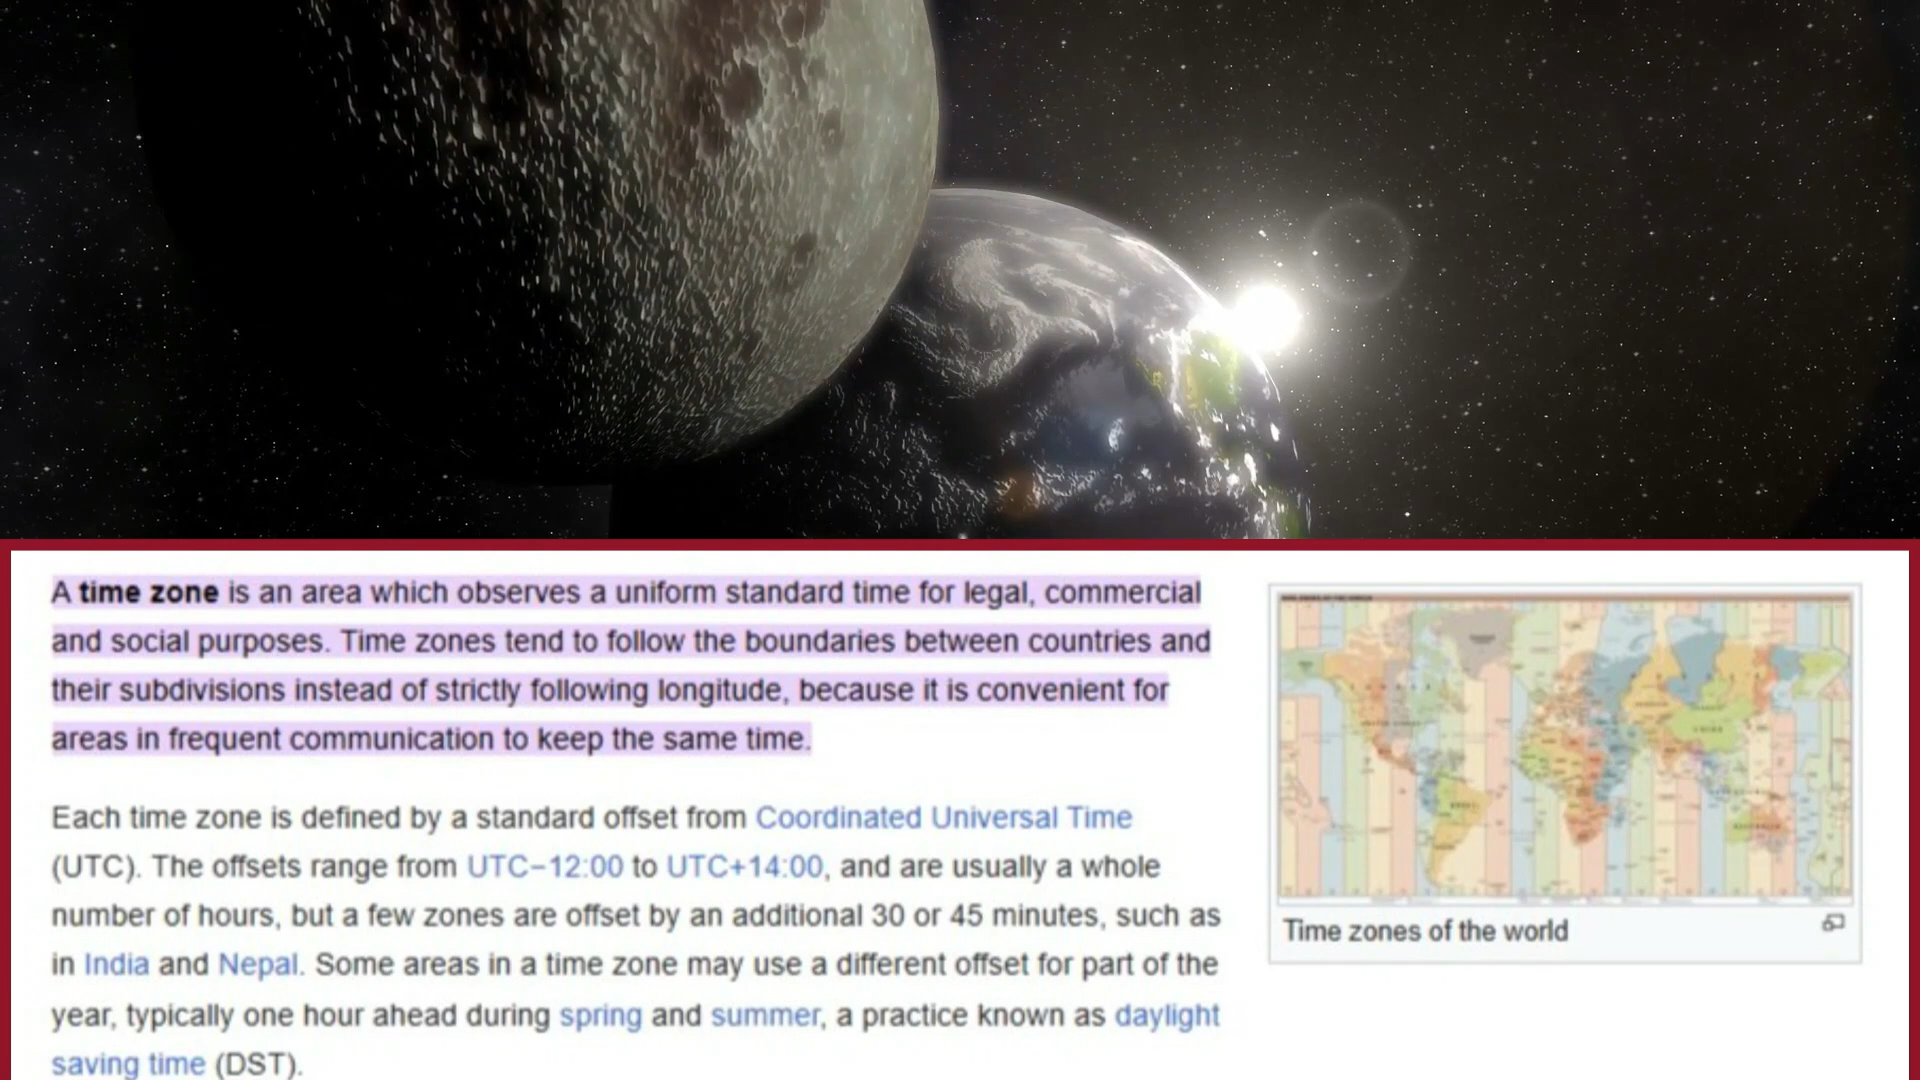 A time zone is an area which observes a uniform standard time for legal, commercial
and social purposes. Time zones tend to follow the boundaries between countries and
their subdivisions instead of strictly following longitude, because it is convenient for
areas in frequent communication to keep the same time.
Each time zone is defined by a standard offset from Coordinated Universal Time
(UTC). The offsets range from UTC−12:00 to UTC+14:00, and are usually a whole
number of hours, but a few zones are offset by an additional 30 or 45 minutes, such as
in India and Nepal. Some areas in a time zone may use a different offset for part of the
year, typically one hour ahead during spring and summer, a practice known as daylight
saving time (DST).
Time zones of the world